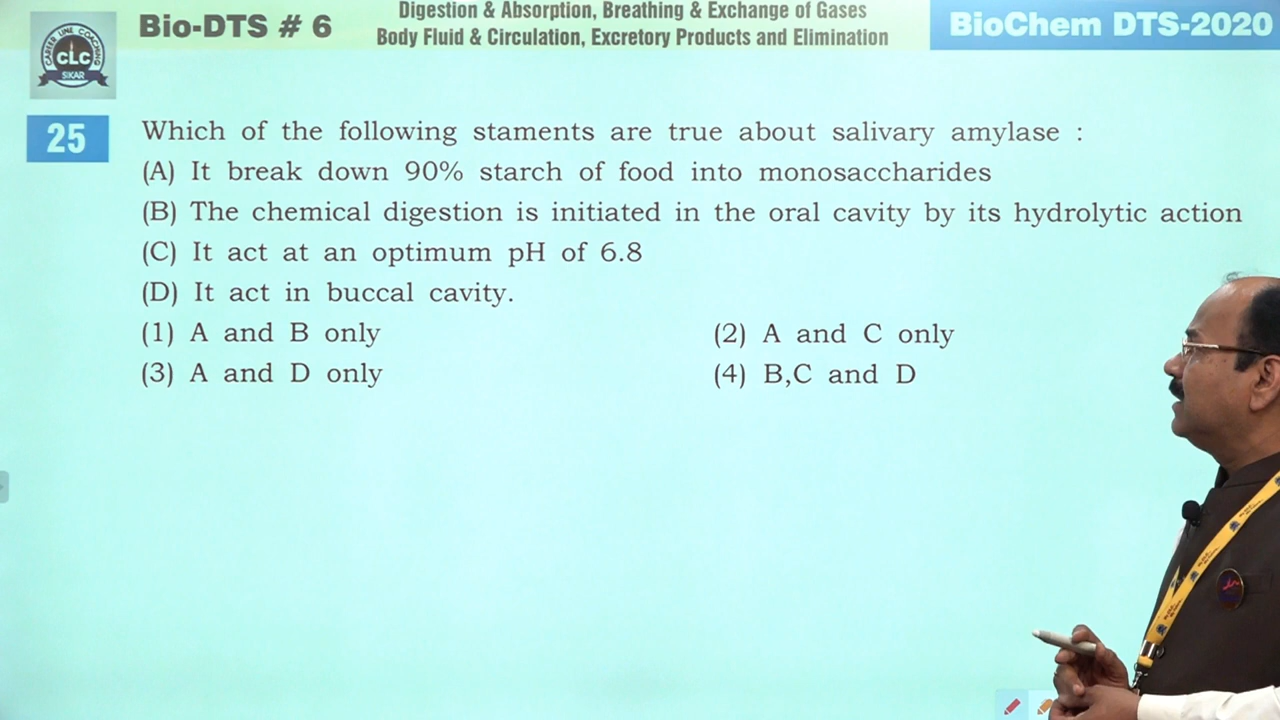 CAREER LINE COACHING
CLC
SIKAR
Bio-DTS # 6
Digestion & Absorption, Breathing & Exchange of Gases
Body Fluid & Circulation, Excretory Products and Elimination
BioChem DTS-2020
25
Which of the following staments are true about salivary amylase :
(A) It break down 90% starch of food into monosaccharides
(B) The chemical digestion is initiated in the oral cavity by its hydrolytic action
(C) It act at an optimum pH of 6.8
(D) It act in buccal cavity.
(1) A and B only
(2) A and C only
(3) A and D only
(4) B,C and D